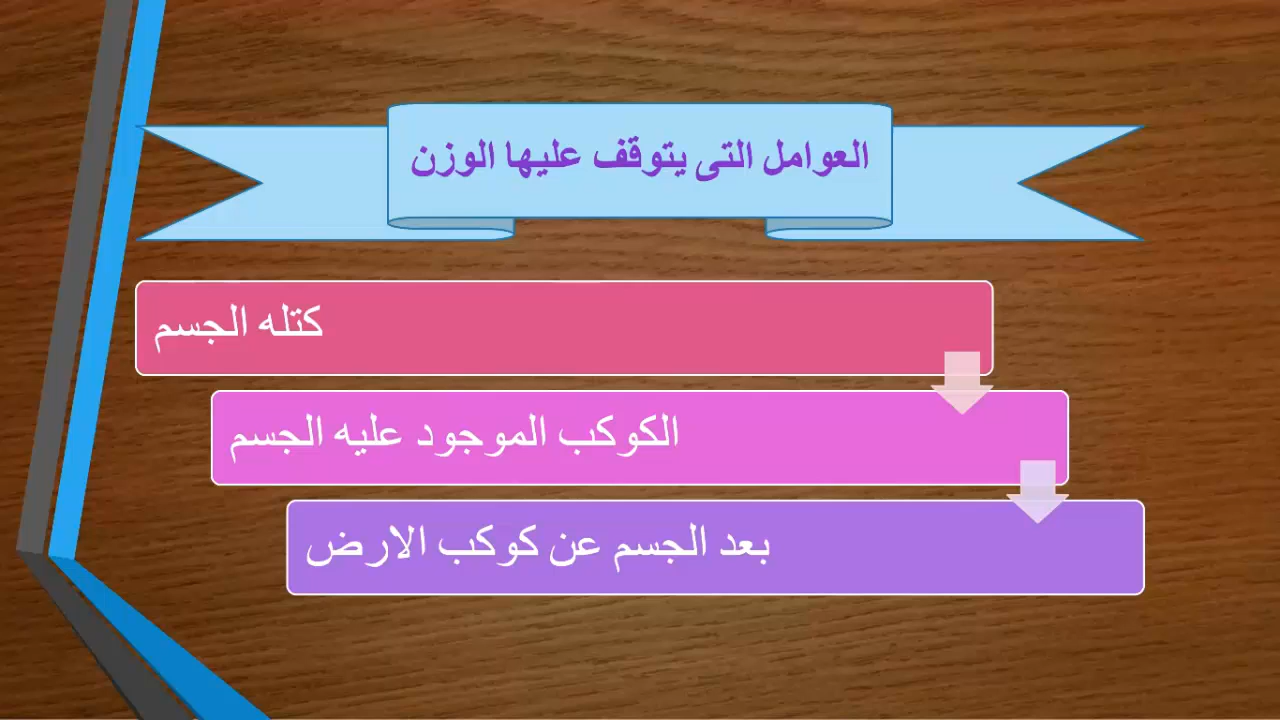 العوامل التى يتوقف عليها الوزن
كتله الجسم
الكوكب الموجود عليه الجسم
بعد الجسم عن كوكب الارض